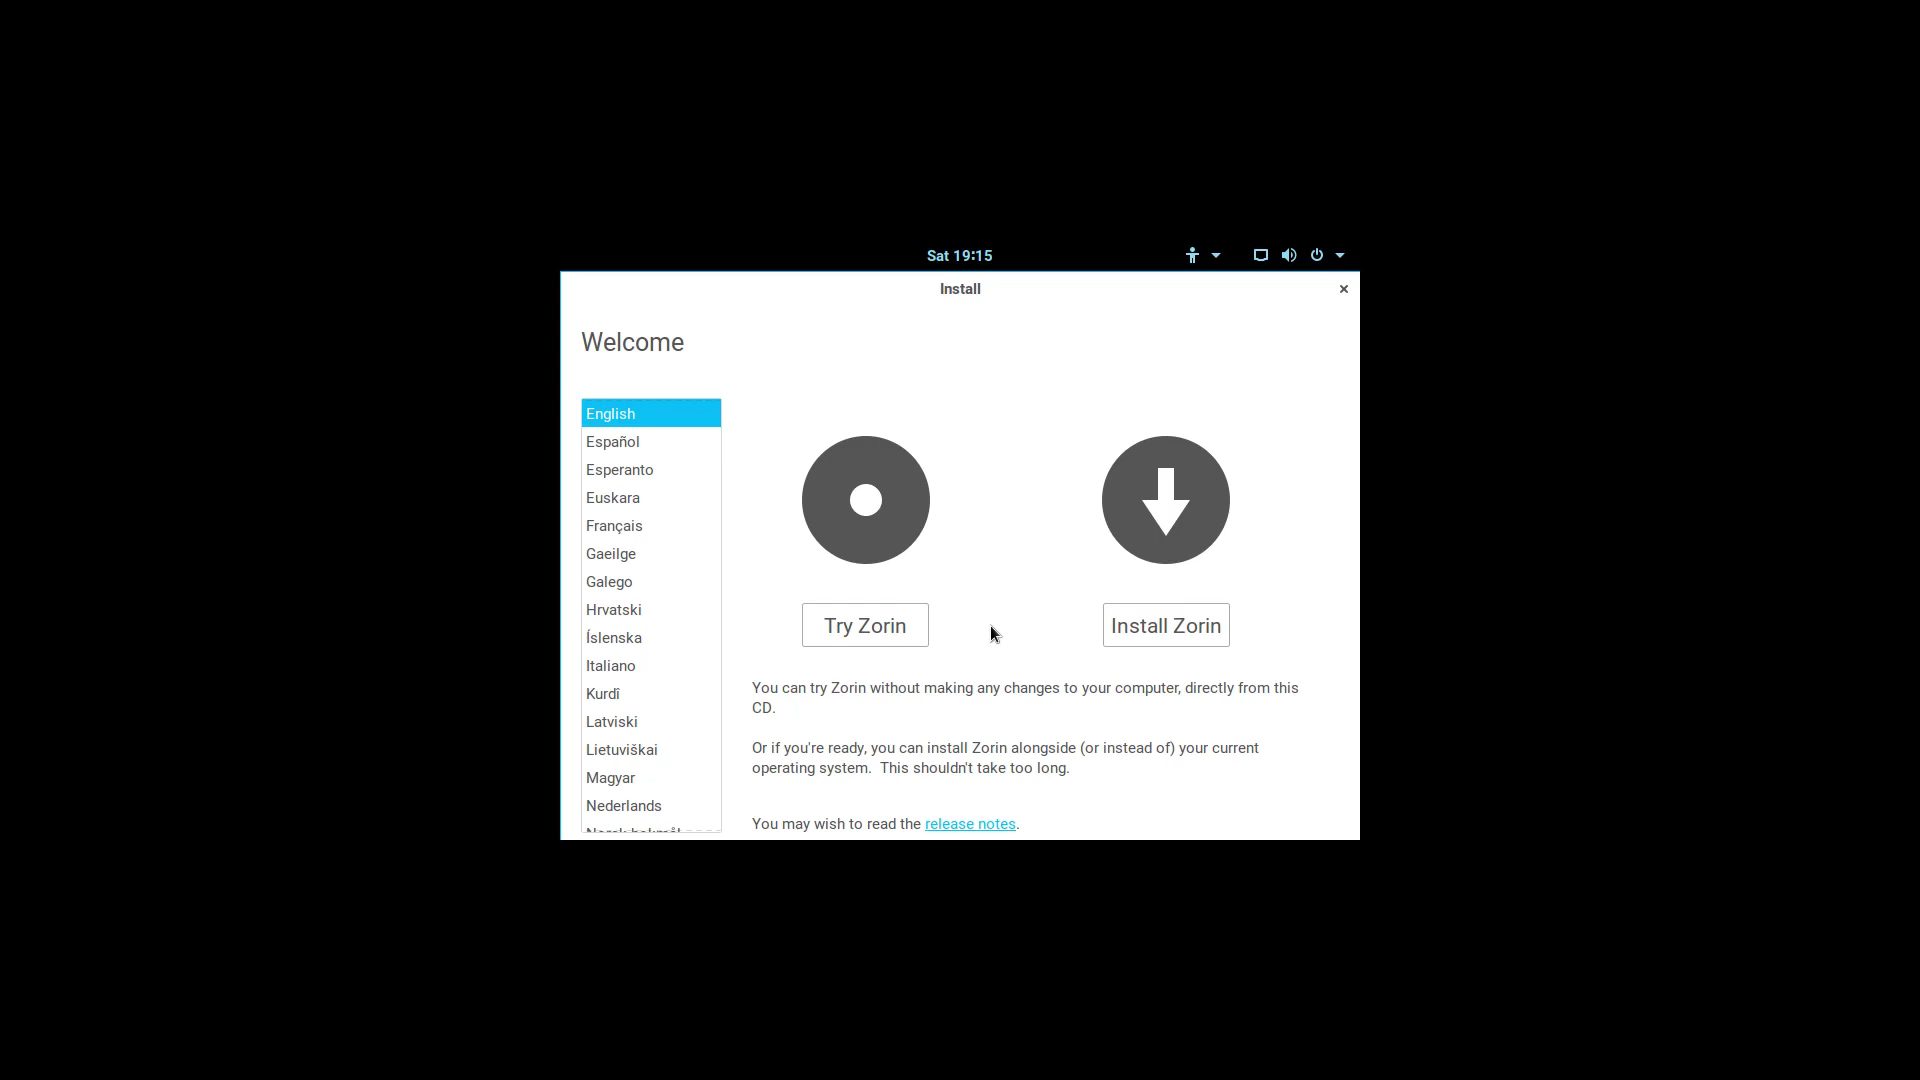 Sat 19:15
Install
Welcome
English
Español
Esperanto
Euskara
Français
Gaeilge
Galego
Hrvatski
Íslenska
Italiano
Kurdî
Latviski
Lietuviškai
Magyar
Nederlands
Norsk bokmål
Try Zorin
Install Zorin
You can try Zorin without making any changes to your computer, directly from this
CD.
Or if you're ready, you can install Zorin alongside (or instead of) your current
operating system.  This shouldn't take too long.
You may wish to read the release notes.